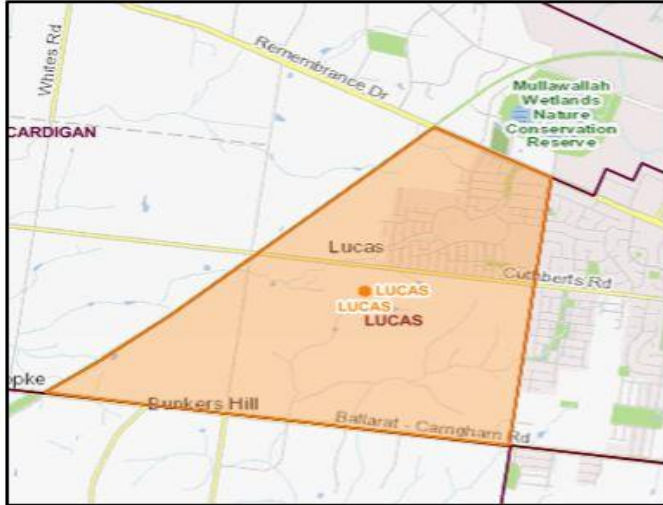 Whites Rd
Remembrance Dr
Mullawallah
Wetlands
Nature
Conservation
Reserve
CARDIGAN
Lucas
Cuthberts Rd
LUCAS
LUCAS
LUCAS
opke
Bunkers Hill
Ballarat - Carngham Rd